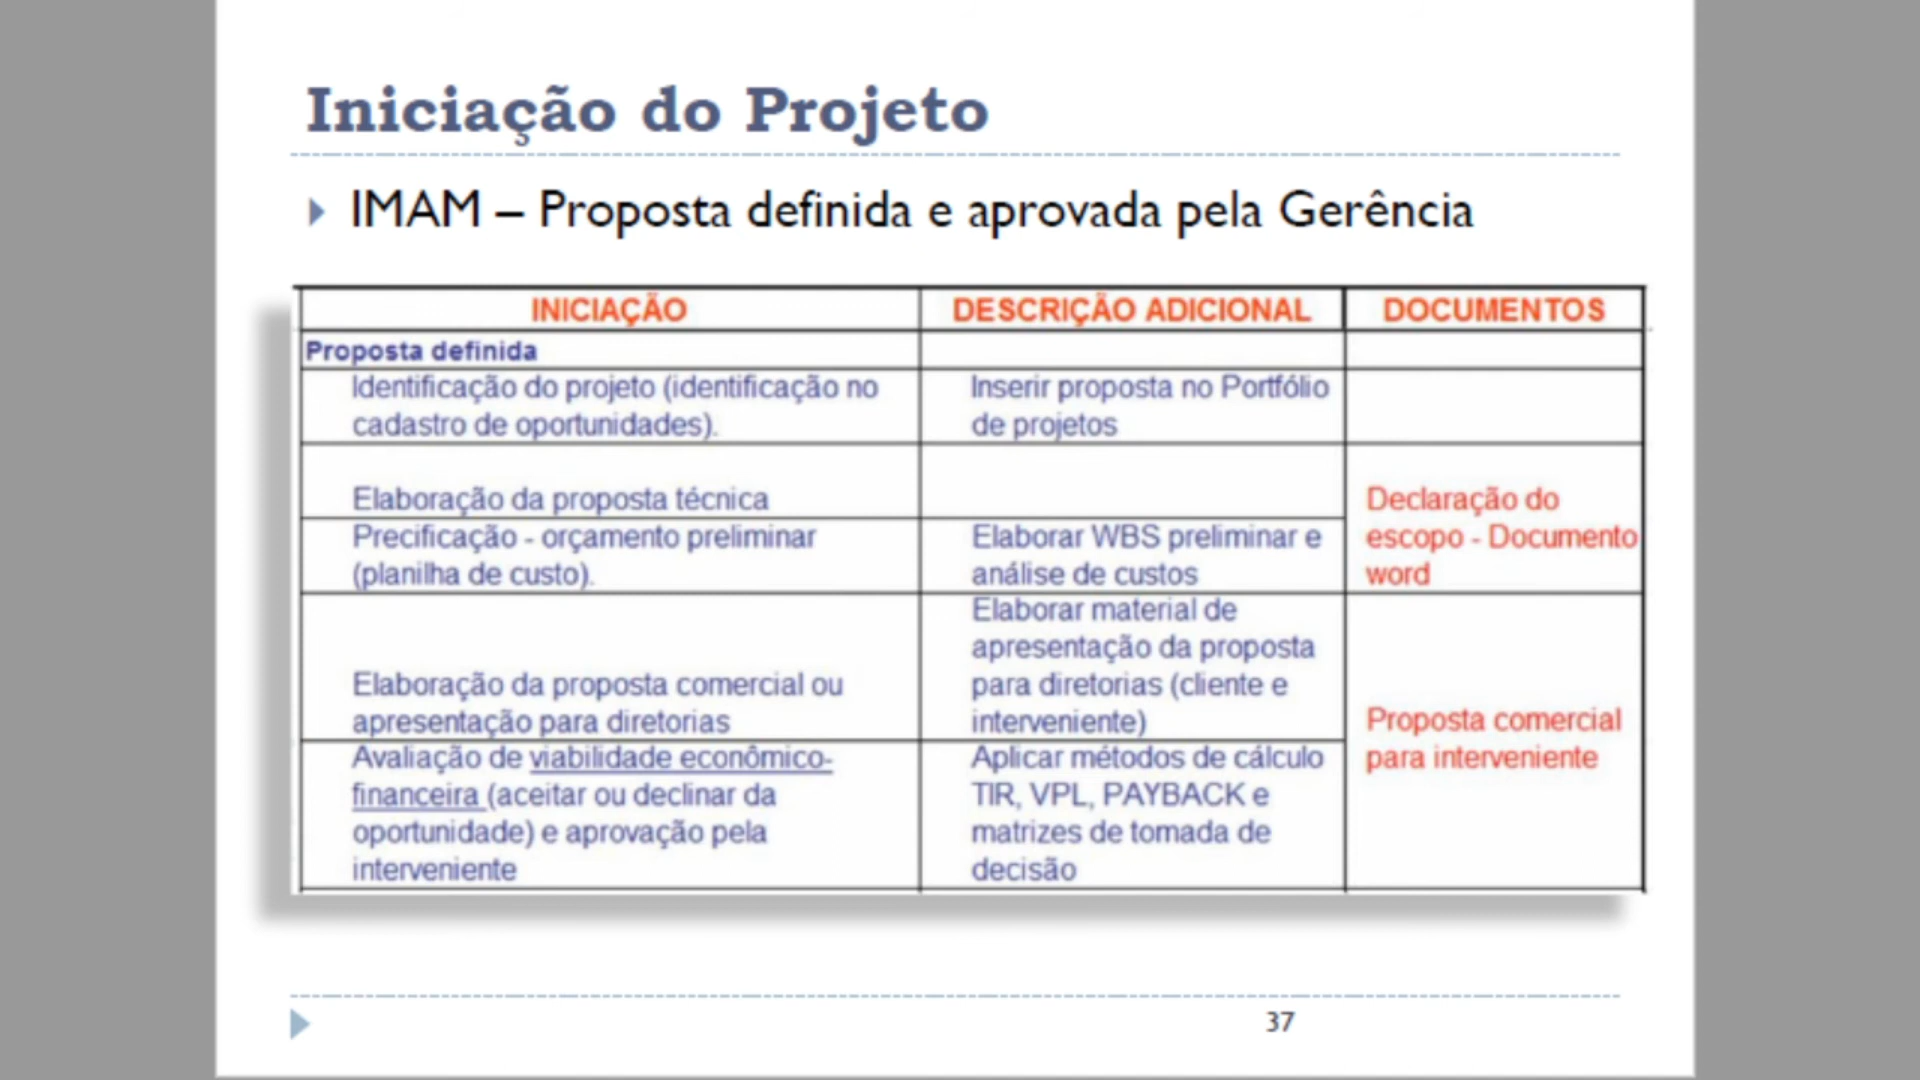 Iniciação do Projeto
IMAM – Proposta definida e aprovada pela Gerência
INICIAÇÃO
DESCRIÇÃO ADICIONAL
DOCUMENTOS
Proposta definida
Identificação do projeto (identificação no
cadastro de oportunidades).
Inserir proposta no Portfólio
de projetos
Elaboração da proposta técnica
Declaração do
escopo - Documento
word
Precificação - orçamento preliminar
(planilha de custo).
Elaborar WBS preliminar e
análise de custos
Elaboração da proposta comercial ou
apresentação para diretorias
Elaborar material de
apresentação da proposta
para diretorias (cliente e
interveniente)
Proposta comercial
para interveniente
Avaliação de viabilidade econômico-
financeira (aceitar ou declinar da
oportunidade) e aprovação pela
interveniente
Aplicar métodos de cálculo
TIR, VPL, PAYBACK e
matrizes de tomada de
decisão
37